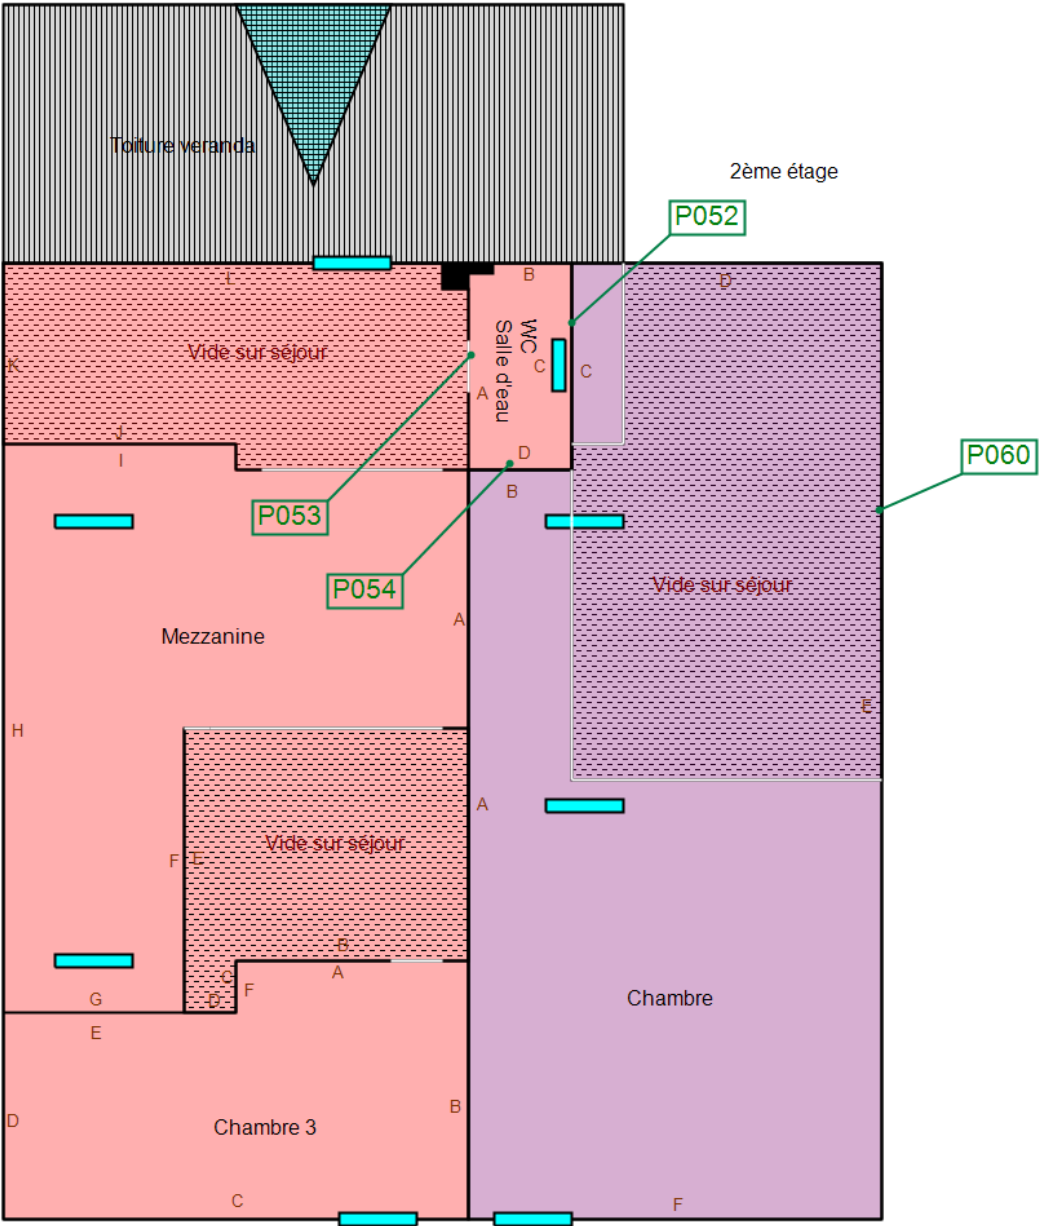 Toiture veranda
2ème étage
P052
L
B
D
WC
Salle d'eau
Vide sur séjour
K
C
C
A
J
I
D
P060
B
P053
P054
Vide sur séjour
A
Mezzanine
E
H
A
Vide sur séjour
F
E
B
A
C
F
D
G
Chambre
E
B
D
Chambre 3
C
F